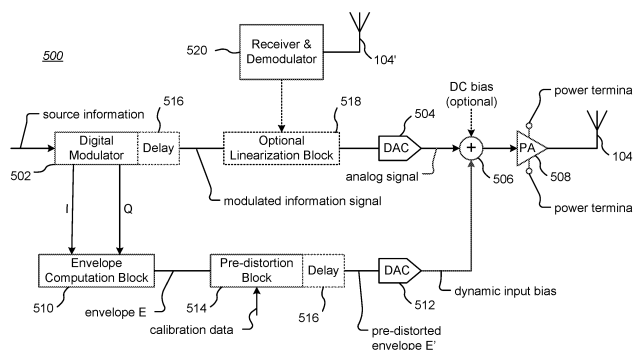 500
520
Receiver &
Demodulator
104'
source information
516
518
504
DC bias
(optional)
power termina
Digital
Modulator
Delay
Optional
Linearization Block
DAC
+
PA
502
analog signal
506
508
104
modulated information signal
power termina
I
Q
Envelope
Computation Block
Pre-distortion
Block
Delay
DAC
510
envelope E
514
516
512
dynamic input bias
calibration data
pre-distorted
envelope E'